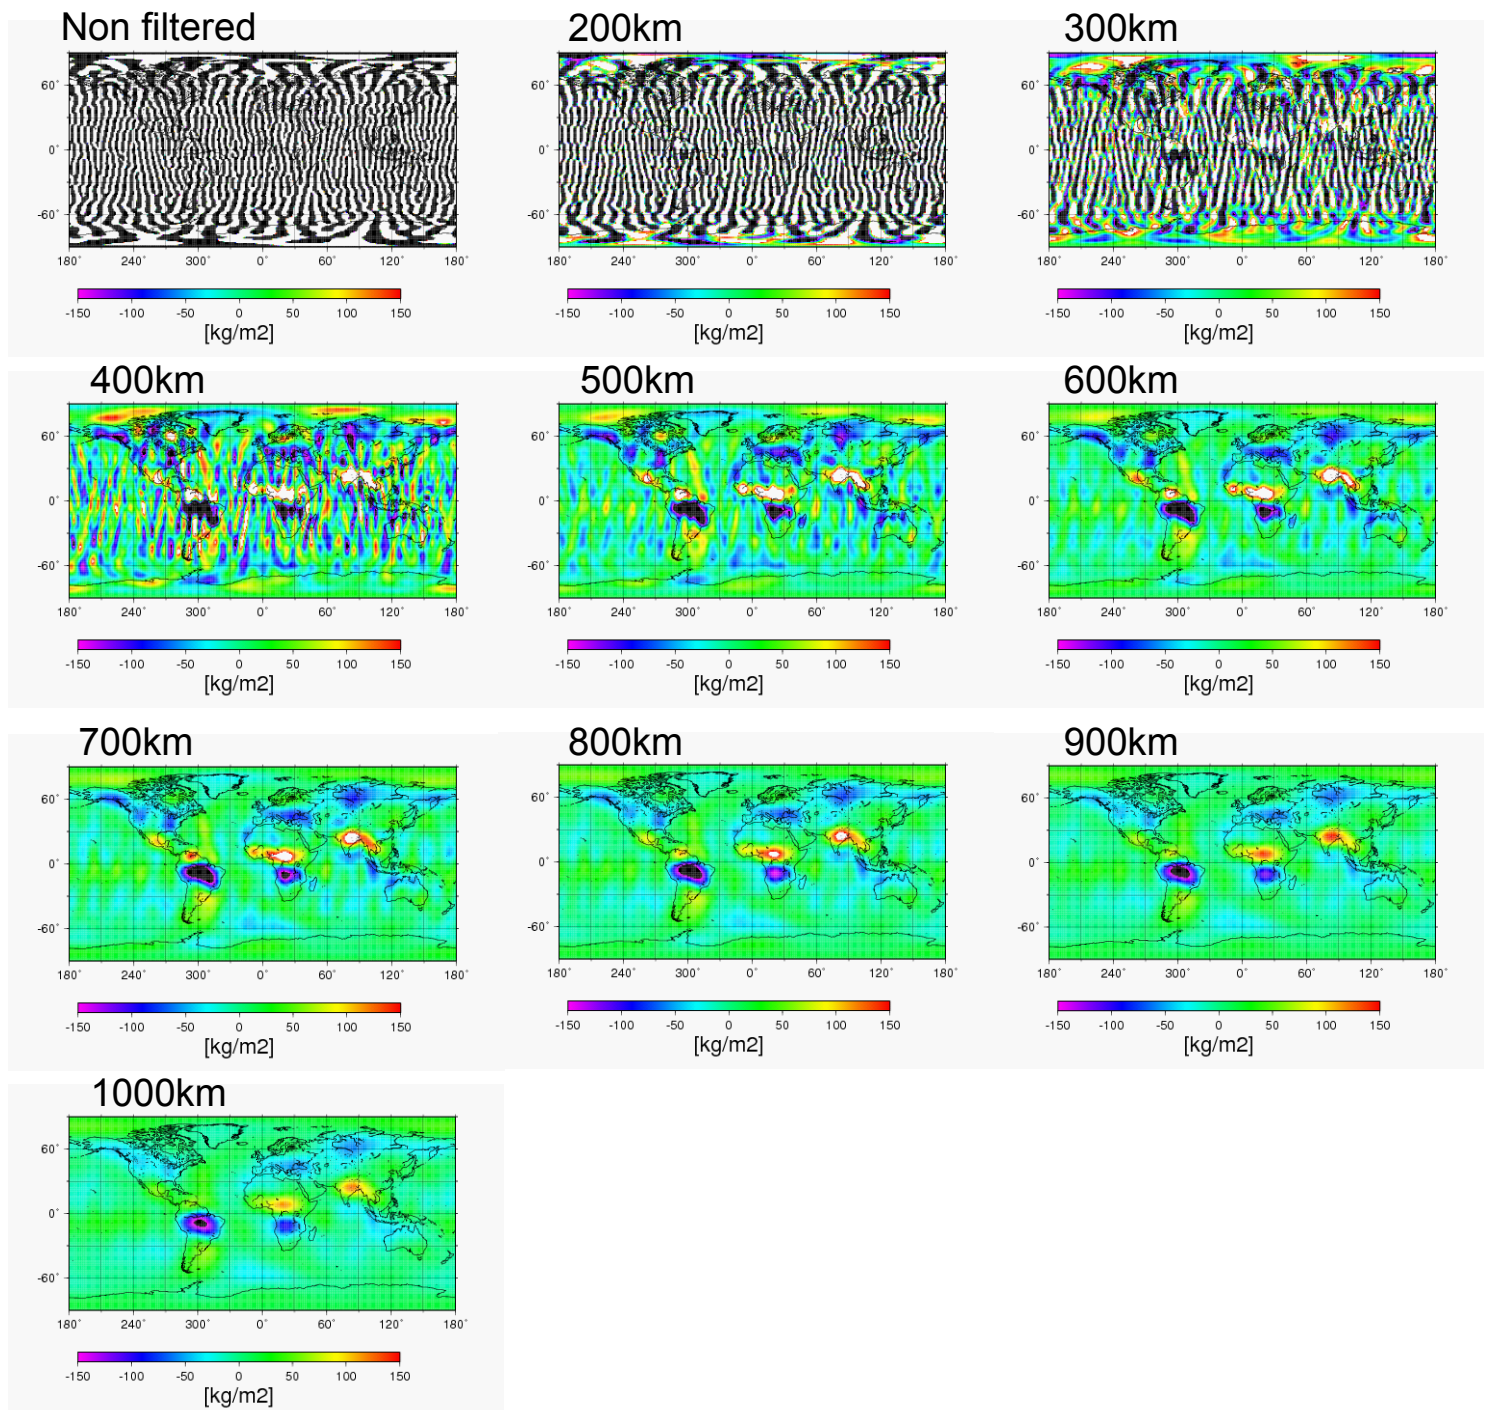 Non filtered 200km 300km
60° 60° 60°
0° 0° 0°
-60° -60° -60°
180° 240° 300° 0° 60° 120° 180° 180° 240° 300° 0° 60° 120° 180° 180° 240° 300° 0° 60° 120° 180°
-150 -100 -50 0 50 100 150 -150 -100 -50 0 50 100 150 -150 -100 -50 0 50 100 150
[kg/m2] [kg/m2] [kg/m2]
400km 500km 600km
60° 60° 60°
0° 0° 0°
-60° -60° -60°
180° 240° 300° 0° 60° 120° 180° 180° 240° 300° 0° 60° 120° 180° 180° 240° 300° 0° 60° 120° 180°
-150 -100 -50 0 50 100 150 -150 -100 -50 0 50 100 150 -150 -100 -50 0 50 100 150
[kg/m2] [kg/m2] [kg/m2]
700km 800km 900km
60° 60° 60°
0° 0° 0°
-60° -60° -60°
180° 240° 300° 0° 60° 120° 180° 180° 240° 300° 0° 60° 120° 180° 180° 240° 300° 0° 60° 120° 180°
-150 -100 -50 0 50 100 150 -150 -100 -50 0 50 100 150 -150 -100 -50 0 50 100 150
[kg/m2] [kg/m2] [kg/m2]
1000km
60°
0°
-60°
180° 240° 300° 0° 60° 120° 180°
-150 -100 -50 0 50 100 150
[kg/m2]